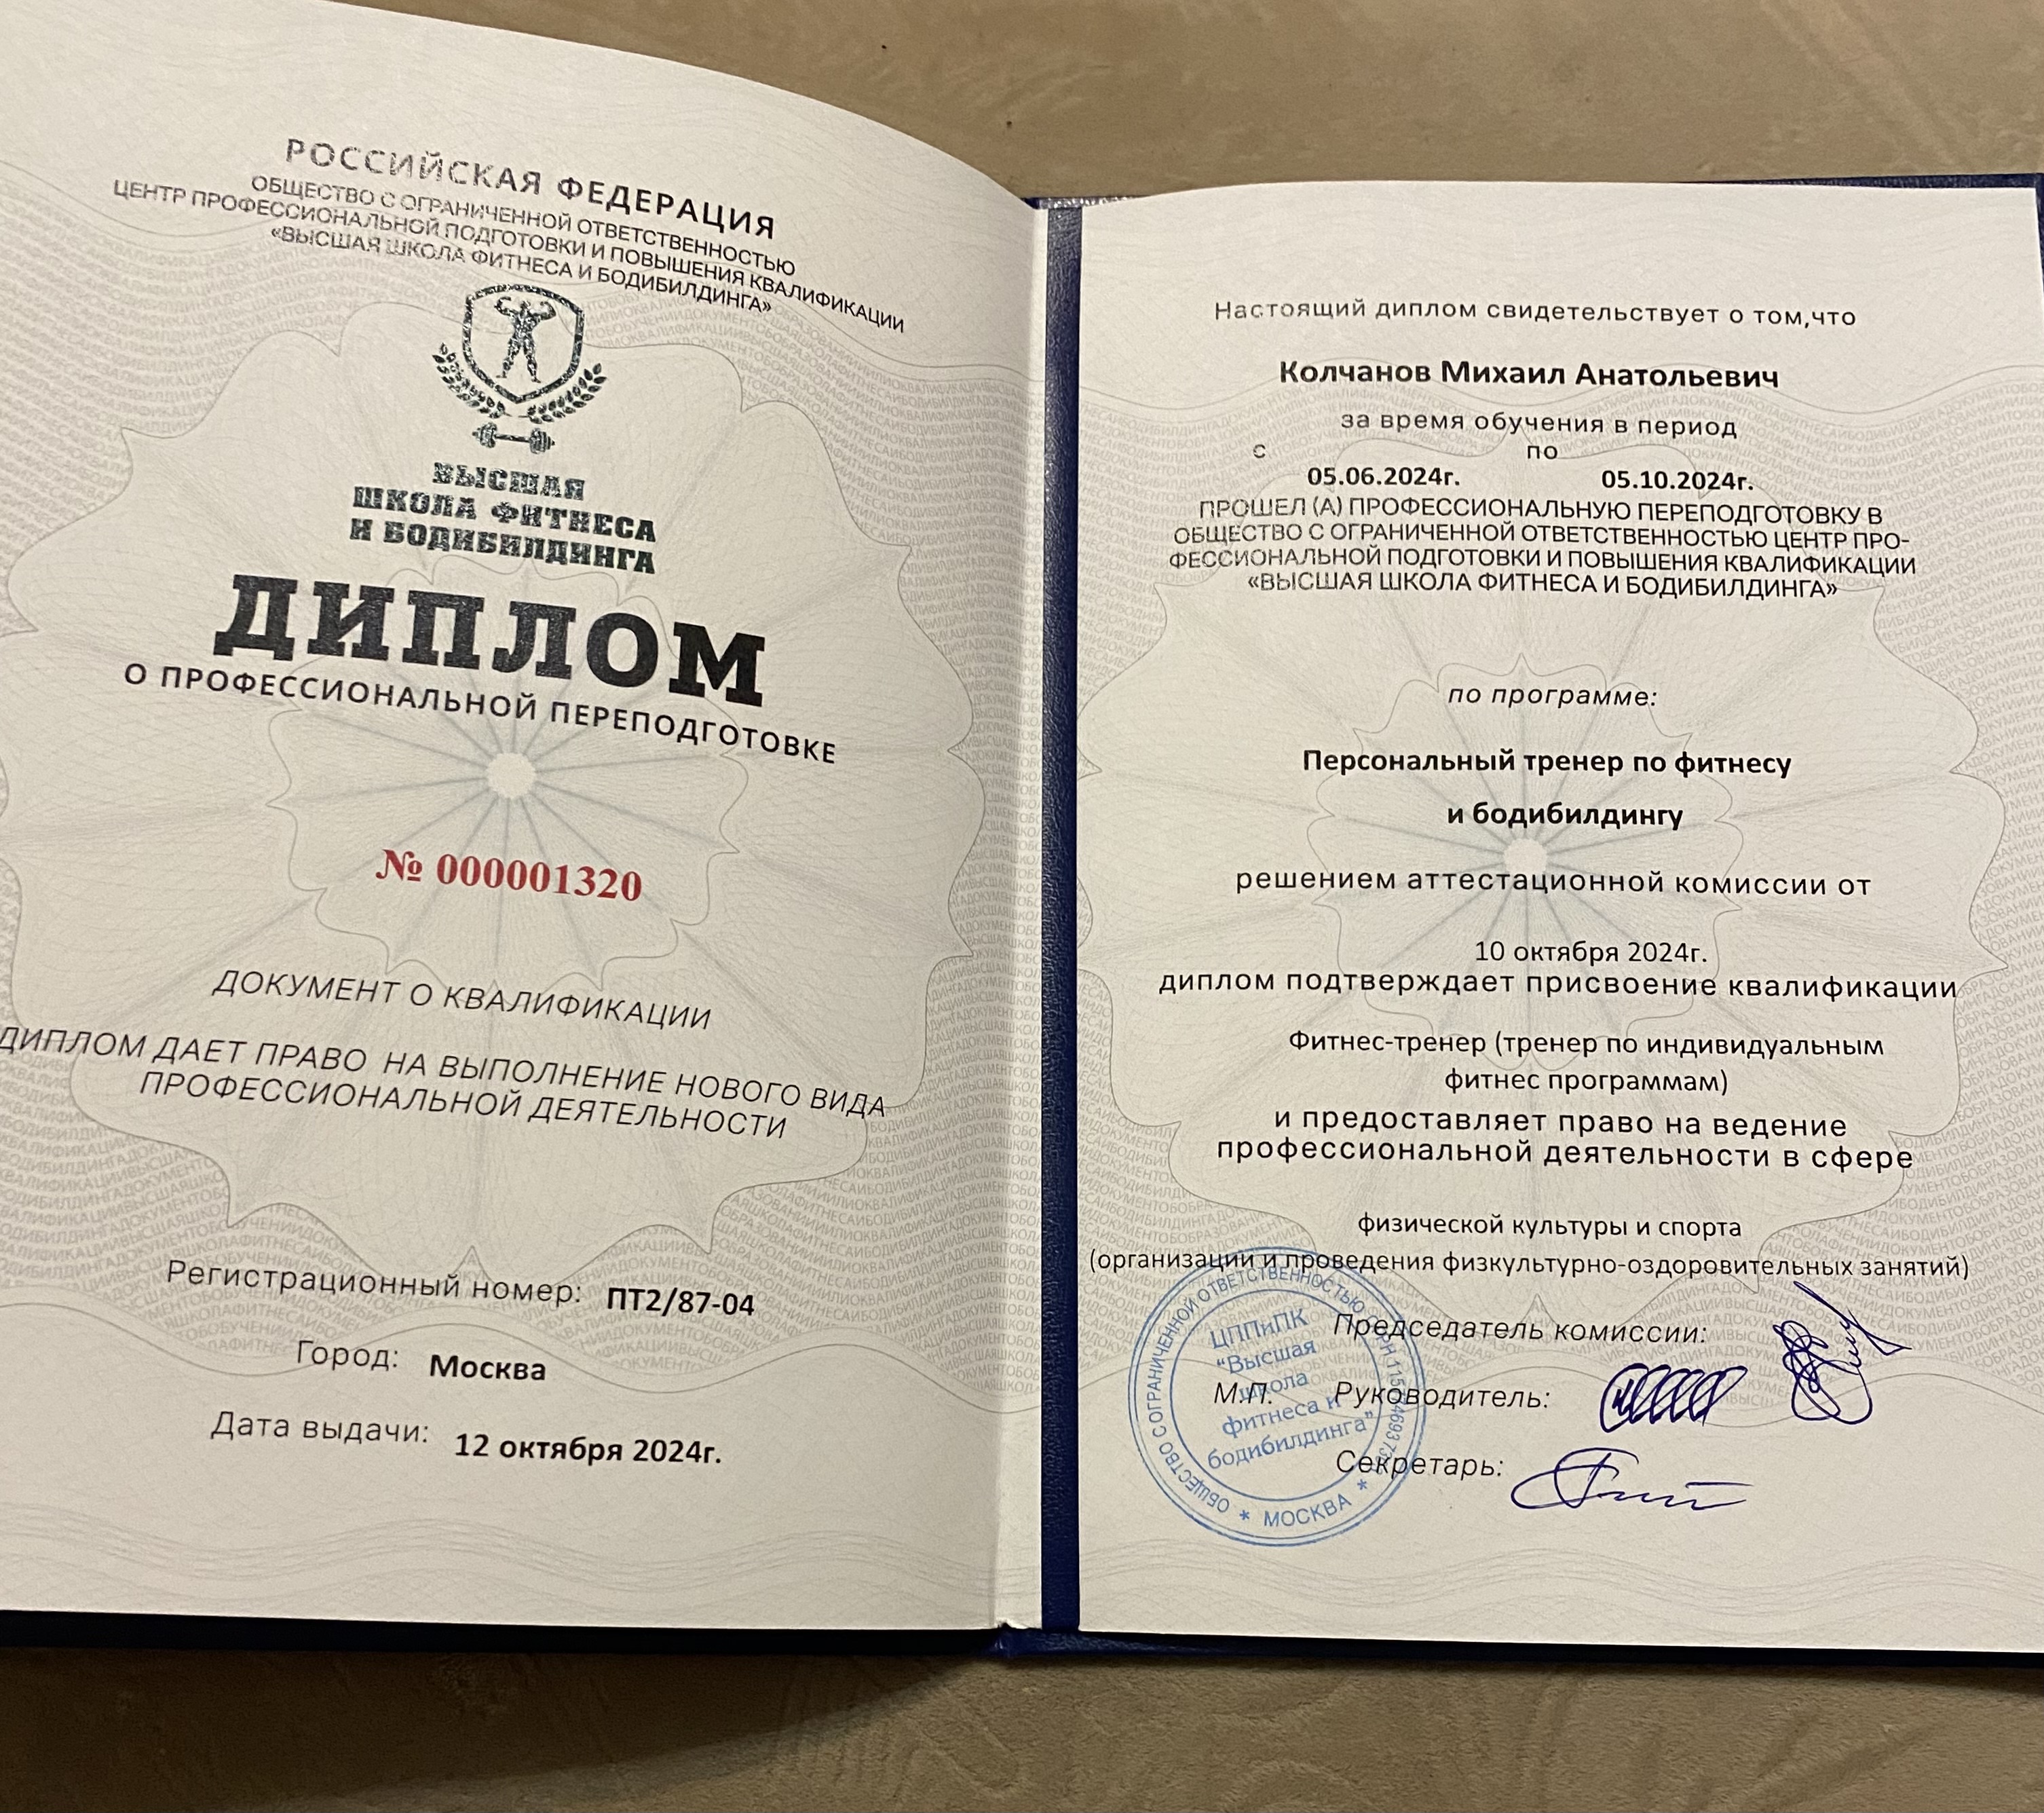 РОССИЙСКАЯ ФЕДЕРАЦИЯ
ОБЩЕСТВО С ОГРАНИЧЕННОЙ ОТВЕТСТВЕННОСТЬЮ
ЦЕНТР ПРОФЕССИОНАЛЬНОЙ ПОДГОТОВКИ И ПОВЫШЕНИЯ КВАЛИФИКАЦИИ
«ВЫСШАЯ ШКОЛА ФИТНЕСА И БОДИБИЛДИНГА»
ВЫСШАЯ
ШКОЛА ФИТНЕСА
И БОДИБИЛДИНГА
ДИПЛОМ
О ПРОФЕССИОНАЛЬНОЙ ПЕРЕПОДГОТОВКЕ
№ 000001320
ДОКУМЕНТ О КВАЛИФИКАЦИИ
ДИПЛОМ ДАЕТ ПРАВО НА ВЫПОЛНЕНИЕ НОВОГО ВИДА
ПРОФЕССИОНАЛЬНОЙ ДЕЯТЕЛЬНОСТИ
Регистрационный номер: ПТ2/87-04
Город: Москва
Дата выдачи: 12 октября 2024г.
Настоящий диплом свидетельствует о том,что
Колчанов Михаил Анатольевич
за время обучения в период
с по
05.06.2024г. 05.10.2024г.
ПРОШЕЛ (А) ПРОФЕССИОНАЛЬНУЮ ПЕРЕПОДГОТОВКУ В
ОБЩЕСТВО С ОГРАНИЧЕННОЙ ОТВЕТСТВЕННОСТЬЮ ЦЕНТР ПРО-
ФЕССИОНАЛЬНОЙ ПОДГОТОВКИ И ПОВЫШЕНИЯ КВАЛИФИКАЦИИ
«ВЫСШАЯ ШКОЛА ФИТНЕСА И БОДИБИЛДИНГА»
по программе:
Персональный тренер по фитнесу
и бодибилдингу
решением аттестационной комиссии от
10 октября 2024г.
диплом подтверждает присвоение квалификации
Фитнес-тренер (тренер по индивидуальным
фитнес программам)
и предоставляет право на ведение
профессиональной деятельности в сфере
физической культуры и спорта
(организации и проведения физкультурно-оздоровительных занятий)
Председатель комиссии:
М.П. Руководитель:
Секретарь:
ОБЩЕСТВО С ОГРАНИЧЕННОЙ ОТВЕТСТВЕННОСТЬЮ
* МОСКВА *
ЦППиПК
"Высшая
школа
фитнеса и
бодибилдинга"